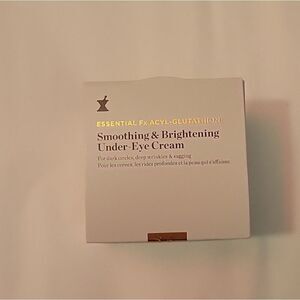 ESSENTIAL Fx ACYL-GLUTATHIONE
Smoothing & Brightening
Under-Eye Cream
For dark circles, deep wrinkles & sagging
Pour les cernes, les rides profondes et la peau qui s'affaisse